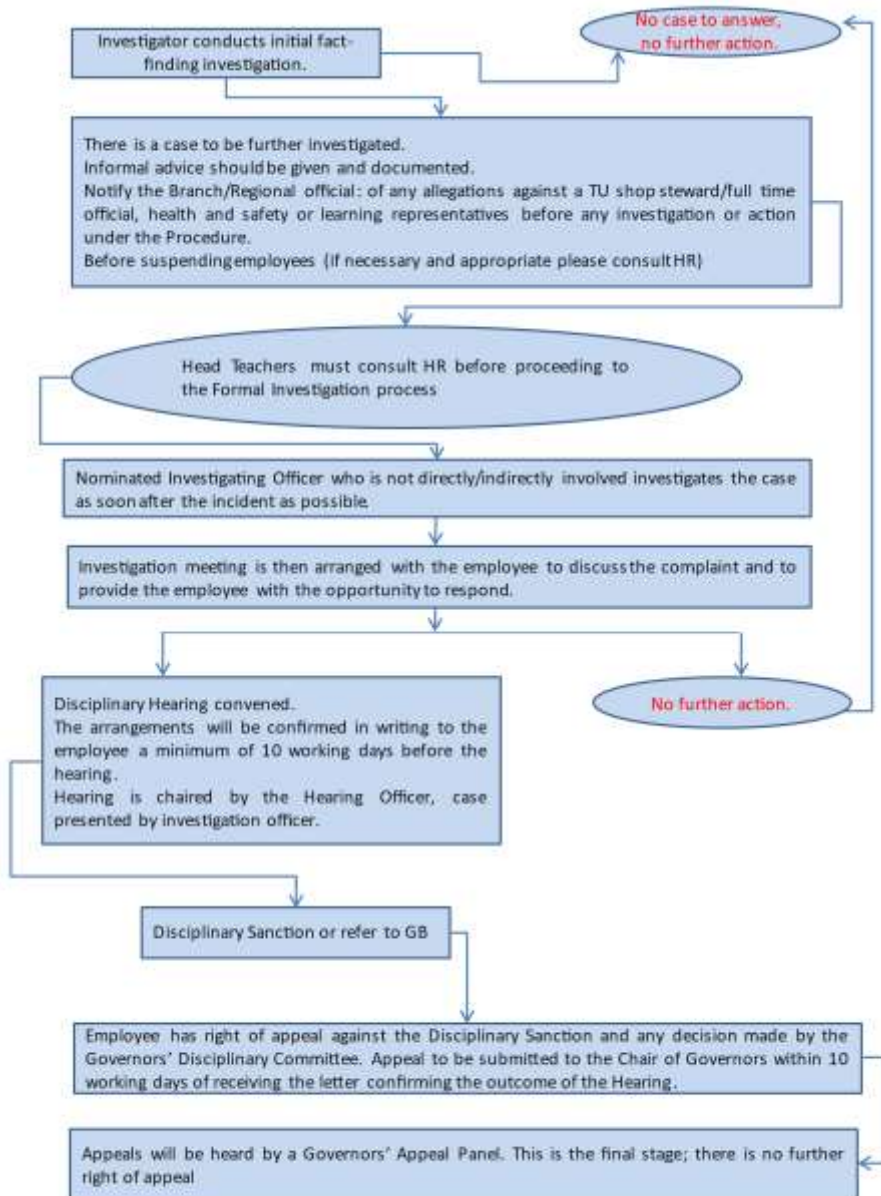 No case to answer,
no further action.
Investigator conducts initial fact-
finding investigation.
There is a case to be further investigated.
Informal advice should be given and documented.
Notify the Branch/Regional official: of any allegations against a TU shop steward/full time
official, health and safety or learning representatives before any investigation or action
under the Procedure.
Before suspending employees (if necessary and appropriate please consult HR)
Head Teachers must consult HR before proceeding to
the Formal Investigation process
Nominated Investigating Officer who is not directly/indirectly involved investigates the case
as soon after the incident as possible.
Investigation meeting is then arranged with the employee to discuss the complaint and to
provide the employee with the opportunity to respond.
Disciplinary Hearing convened.
The arrangements will be confirmed in writing to the
employee a minimum of 10 working days before the
hearing.
Hearing is chaired by the Hearing Officer, case
presented by investigation officer.
No further action.
Disciplinary Sanction or refer to GB
Employee has right of appeal against the Disciplinary Sanction and any decision made by the
Governors' Disciplinary Committee. Appeal to be submitted to the Chair of Governors within 10
working days of receiving the letter confirming the outcome of the Hearing.
Appeals will be heard by a Governors' Appeal Panel. This is the final stage; there is no further
right of appeal